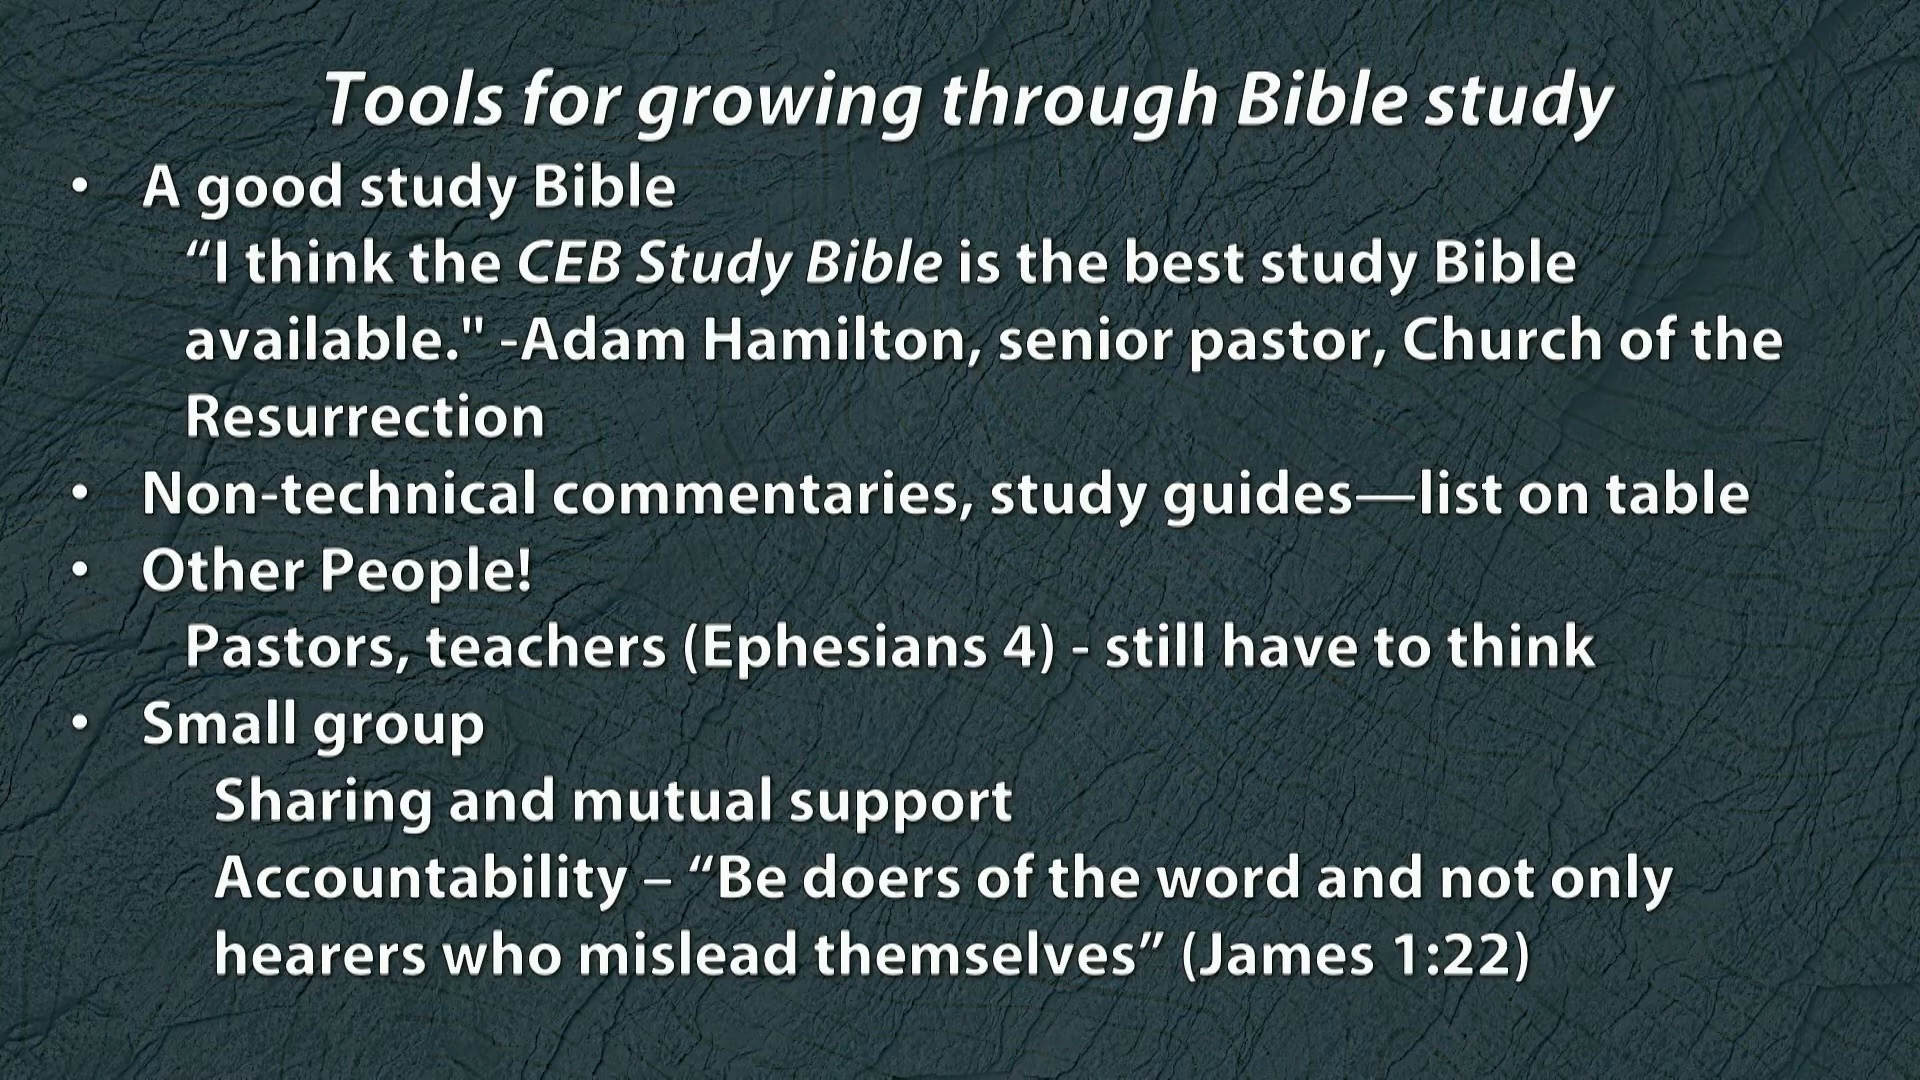 Tools for growing through Bible study
• A good study Bible
“I think the CEB Study Bible is the best study Bible
available." -Adam Hamilton, senior pastor, Church of the
Resurrection
• Non-technical commentaries, study guides—list on table
• Other People!
Pastors, teachers (Ephesians 4) - still have to think
• Small group
Sharing and mutual support
Accountability – “Be doers of the word and not only
hearers who mislead themselves” (James 1:22)